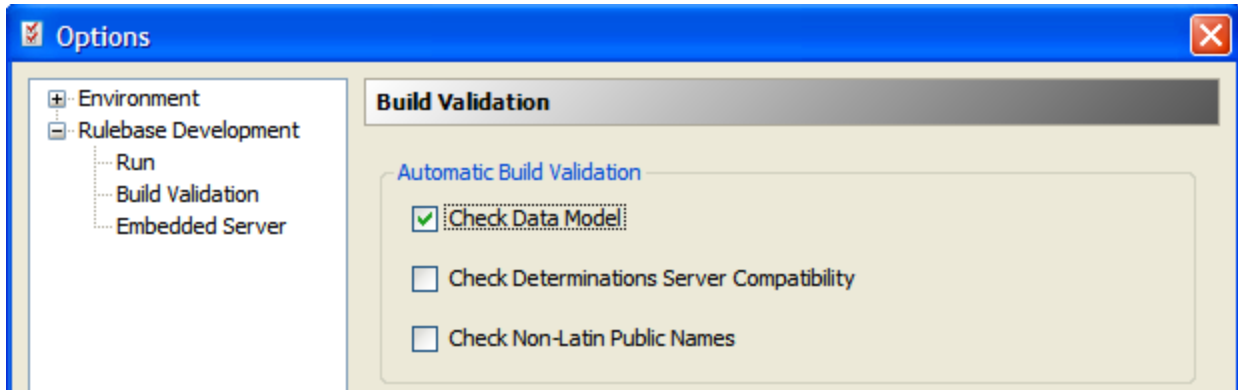 Options
Environment
Rulebase Development
Run
Build Validation
Embedded Server
Build Validation
Automatic Build Validation
Check Data Model
Check Determinations Server Compatibility
Check Non-Latin Public Names